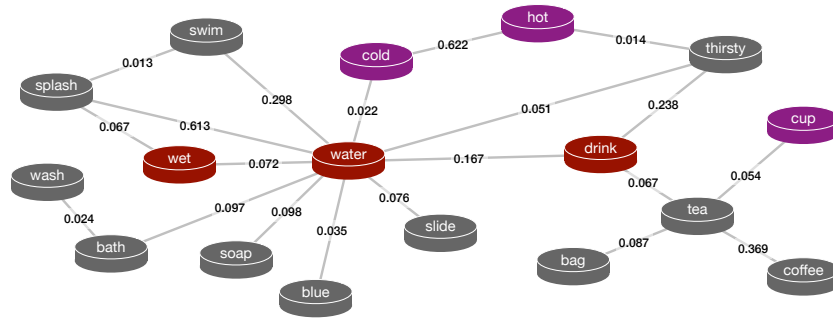 hot
swim
0.622
0.014
cold
thirsty
0.013
splash
0.298
0.022
0.051
0.238
cup
0.067
0.613
wet
0.072
water
0.167
drink
wash
0.067
0.054
0.097
0.098
0.076
tea
0.024
0.035
slide
bath
soap
0.087
0.369
bag
coffee
blue